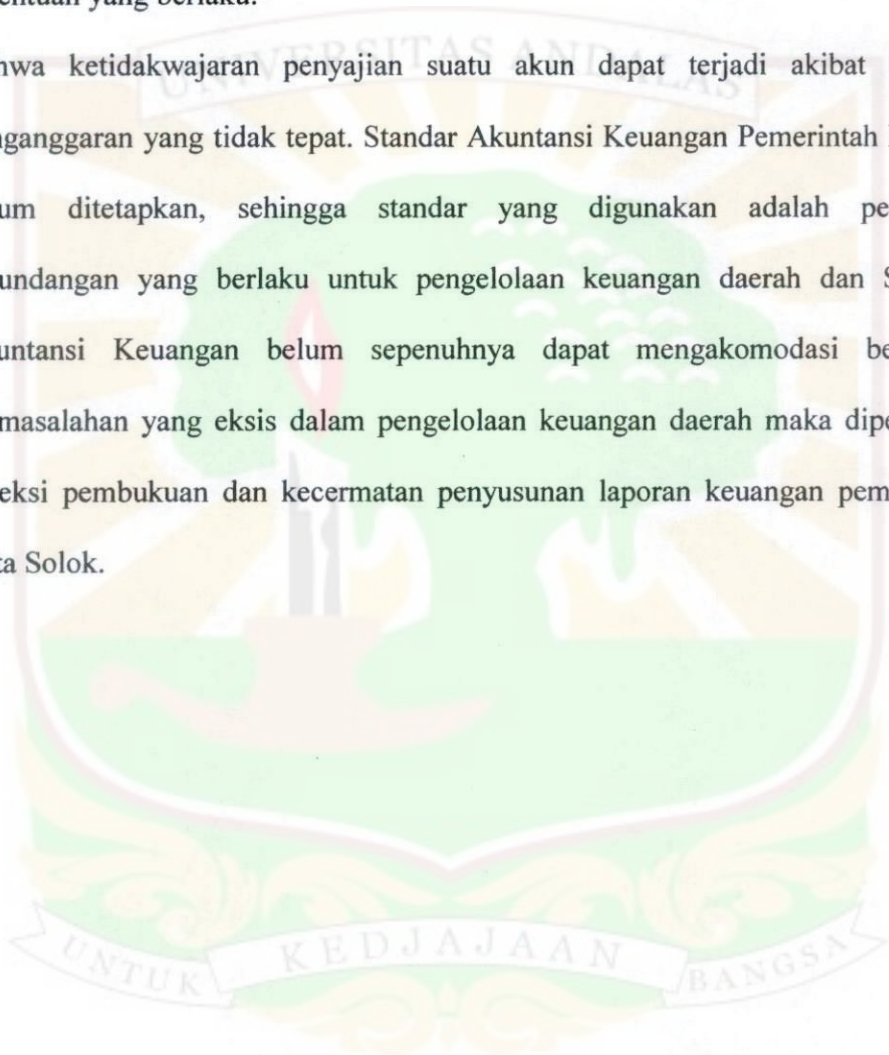 entuan yang berlaku.
UNIVERSITAS ANDALAS
hwa ketidakwajaran penyajian suatu akun dapat terjadi akibat
nganggaran yang tidak tepat. Standar Akuntansi Keuangan Pemerintah
um ditetapkan, sehingga standar yang digunakan adalah pe
undangan yang berlaku untuk pengelolaan keuangan daerah dan S
untansi Keuangan belum sepenuhnya dapat mengakomodasi be
masalahan yang eksis dalam pengelolaan keuangan daerah maka dipe
eksi pembukuan dan kecermatan penyusunan laporan keuangan pem
ta Solok.
UNTUK KEDJAJAAN BANGSA